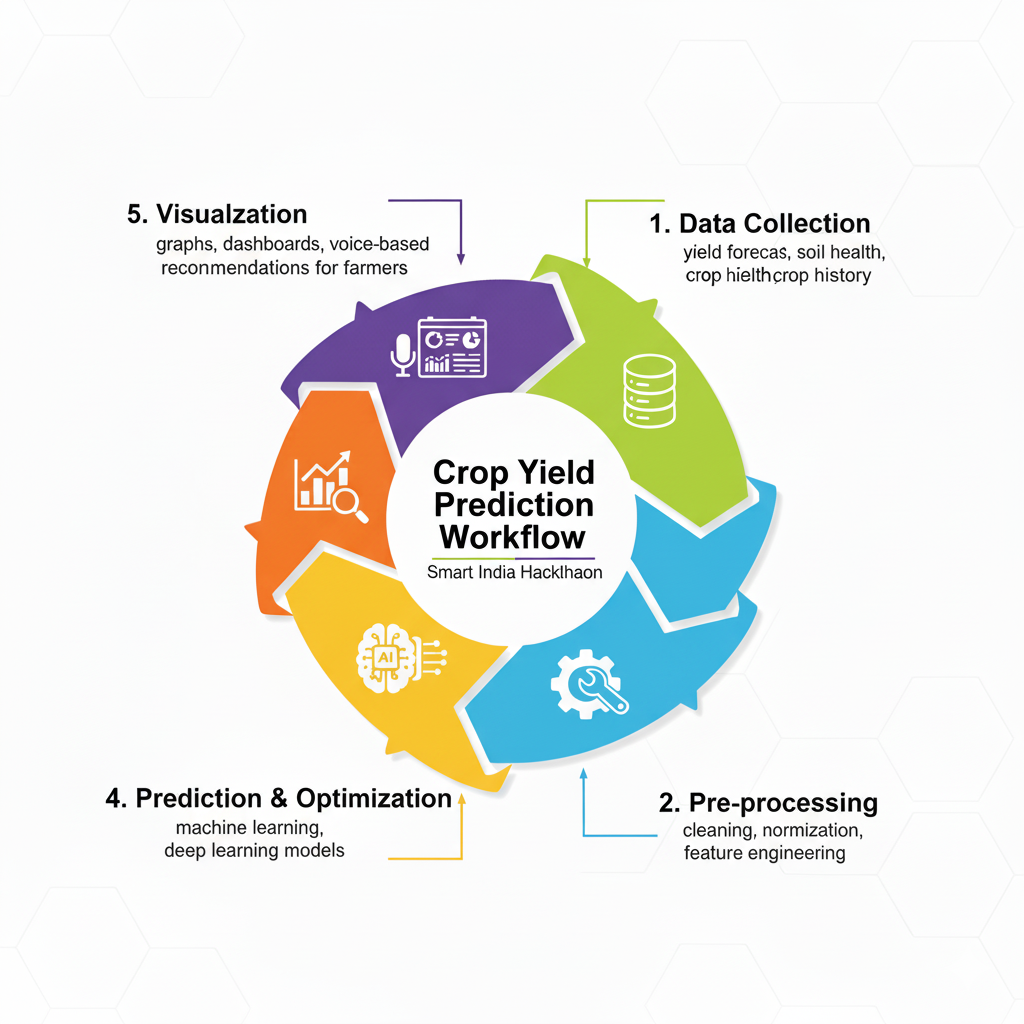 5. Visualzation
graphs, dashboards, voice-based
recommendations for farmers
1. Data Collection
yield forecas, soil health,
crop hielth crop history
AI
Crop Yield
Prediction
Workflow
Smart India Hacklhaon
4. Prediction & Optimization
machine learning,
deep learning models
2. Pre-processing
cleaning, normization,
feature engineering